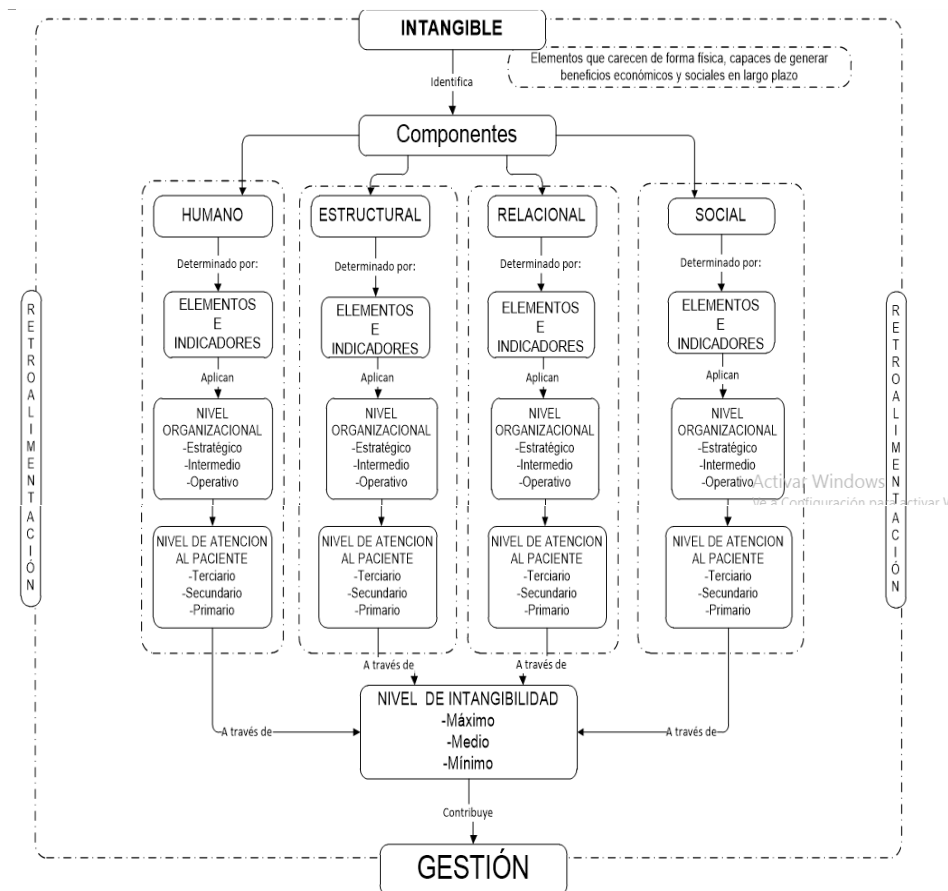 INTANGIBLE
Elementos que carecen de forma física, capaces de generar
beneficios económicos y sociales en largo plazo
Identifica
Componentes
HUMANO
Determinado por:
ELEMENTOS
E
INDICADORES
Aplican
NIVEL
ORGANIZACIONAL
-Estratégico
-Intermedio
-Operativo
NIVEL DE ATENCION
AL PACIENTE
-Terciario
-Secundario
-Primario
ESTRUCTURAL
Determinado por:
ELEMENTOS
E
INDICADORES
Aplican
NIVEL
ORGANIZACIONAL
-Estratégico
-Intermedio
-Operativo
NIVEL DE ATENCION
AL PACIENTE
-Terciario
-Secundario
-Primario
RELACIONAL
Determinado por:
ELEMENTOS
E
INDICADORES
Aplican
NIVEL
ORGANIZACIONAL
-Estratégico
-Intermedio
-Operativo
NIVEL DE ATENCION
AL PACIENTE
-Terciario
-Secundario
-Primario
SOCIAL
Determinado por:
ELEMENTOS
E
INDICADORES
Aplican
NIVEL
ORGANIZACIONAL
-Estratégico
-Intermedio
-Operativo
NIVEL DE ATENCION
AL PACIENTE
-Terciario
-Secundario
-Primario
RETROALIMENTACIÓN
RETROALIMENTACIÓN
Activar Windows
Ve a Configuración para activar
A través de
A través de
A través de
A través de
NIVEL DE INTANGIBILIDAD
-Máximo
-Medio
-Mínimo
Contribuye
GESTIÓN